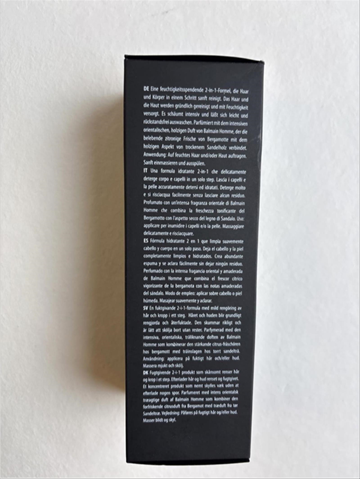 DE Eine feuchtigkeitsspendende 2-in-1-Formel, die Haar
und Körper in einem Schritt sanft reinigt. Das Haar und
die Haut werden gründlich gereinigt und mit Feuchtigkeit
versorgt. Es schäumt intensiv und läßt sich leicht und
rückstandsfrei auswaschen. Parfümiert mit dem intensiven
orientalischen, holzigen Duft von Balmain Homme, der die
belebende zitronige Frische von Bergamotte mit dem
holzigen Aspekt von trockenem Sandelholz verbindet.
Anwendung: Auf feuchtes Haar und/oder Haut auftragen.
Sanft einmassieren und ausspülen.
IT Una formula idratante 2-in-1 che delicatamente
deterge corpo e capelli in un solo step. Lascia i capelli e
la pelle accuratamente detersi ed idratati. Deterge molto
e si risciacqua facilmente senza lasciare alcun residuo.
Profumato con un'intensa fragranza orientale di Balmain
Homme che combina la freschezza tonificante del
Bergamotto con l'aspetto secco del legno di Sandalo. Uso:
applicare per inumidire i capelli e/o la pelle. Massaggiare
delicatamente e risciacquare.
ES Fórmula hidratante 2 en 1 que limpia suavemente
cabello y cuerpo en un solo paso. Deja el cabello y la piel
completamente limpios e hidratados. Crea abundante
espuma y se aclara fácilmente sin dejar ningún residuo.
Perfumado con la intensa fragancia oriental y amaderada
de Balmain Homme que combina el frescor cítrico
vigorizante de la bergamota con las notas amaderadas
del sándalo. Modo de empleo: aplicar sobre cabello o piel
húmeda. Masajear suavemente y aclarar.
SV En fuktgivande 2-i-1-formula med mild rengöring av
hår och kropp i ett steg. Håret och huden blir grundligt
rengjorda och återfuktade. Den skummar rikligt och
är lätt att skölja bort utan rester. Parfymerad med den
intensiva, orientaliska, träliknande doften av Balmain
Homme som kombinerar den stärkande citrus-fräschören
hos bergamott med träinslagen hos torrt sandelträ.
Användning: applicera på fuktigt hår och/eller hud.
Massera mjukt och skölj.
DK Fugtgivende 2-i-1 produkt som skånsomt renser hår
og krop i et step. Efterlader hår og hud renset og fugtgivet.
Et koncentreret produkt som nemt skylles væk uden at
efterlade nogen spor. Parfumeret med intens orientalsk
træagtigt duft af Balmain Homme som kombinerer den
forfriskende citrusduft fra Bergamot med træduft fra tør
Sandeltræ. Vejledning: Påføres på fugtigt hår og/eller hud.
Masser blidt og skyl.